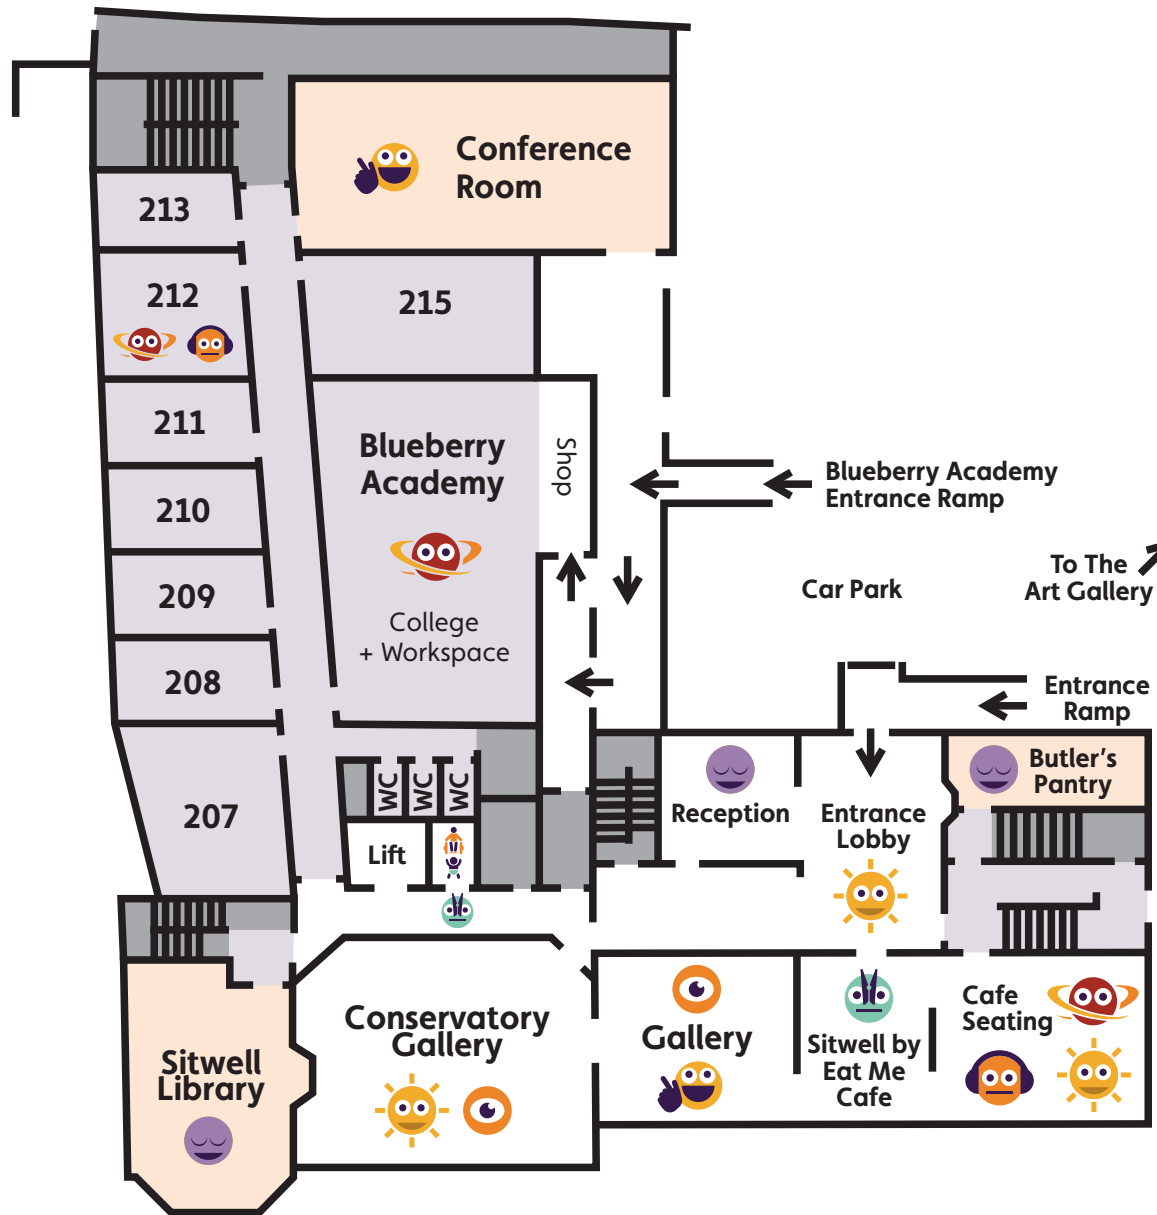 Conference
Room
213
212
215
211
Blueberry
Academy
Shop
Blueberry Academy
Entrance Ramp
210
To The
Art Gallery
Car Park
209
College
+ Workspace
208
Entrance
Ramp
207
WC
WC
WC
Reception
Entrance
Lobby
Butler's
Pantry
Lift
Conservatory
Gallery
Gallery
Cafe
Seating
Sitwell by
Eat Me
Cafe
Sitwell
Library